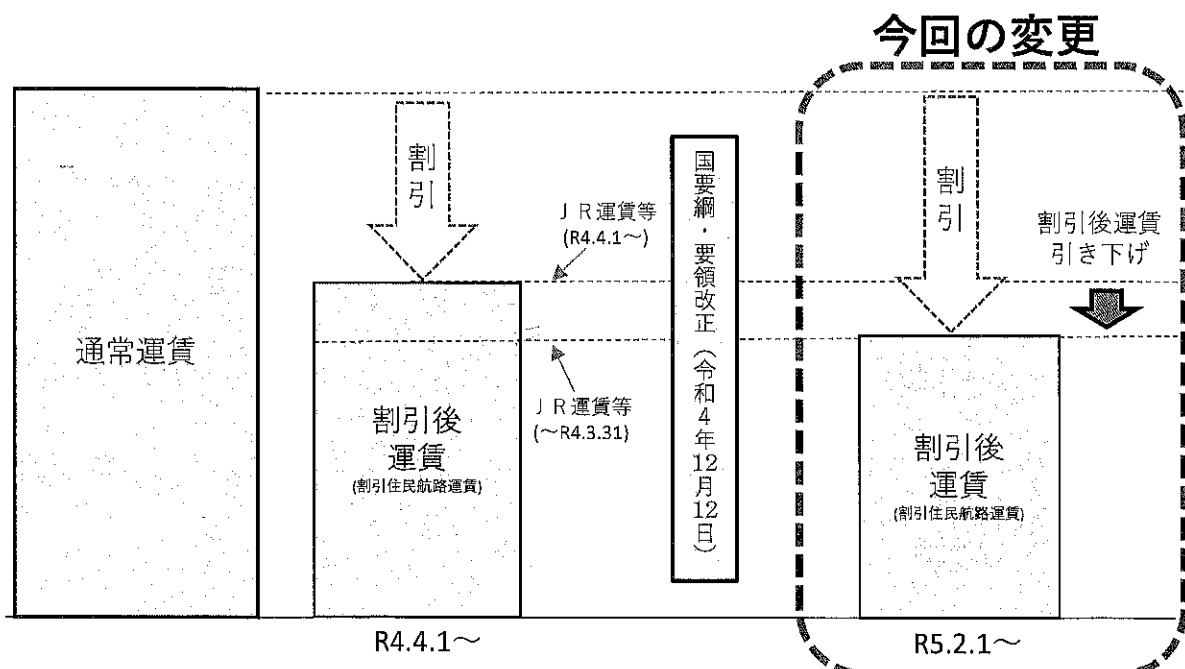 今回の変更
通常運賃
割引
割引後
運賃
(割引住民航路運賃)
R4.4.1～
ＪＲ運賃等
(R4.4.1～)
ＪＲ運賃等
(～R4.3.31)
国要綱・要領改正（令和４年12月12日）
割引
割引後運賃
引き下げ
割引後
運賃
(割引住民航路運賃)
R5.2.1～